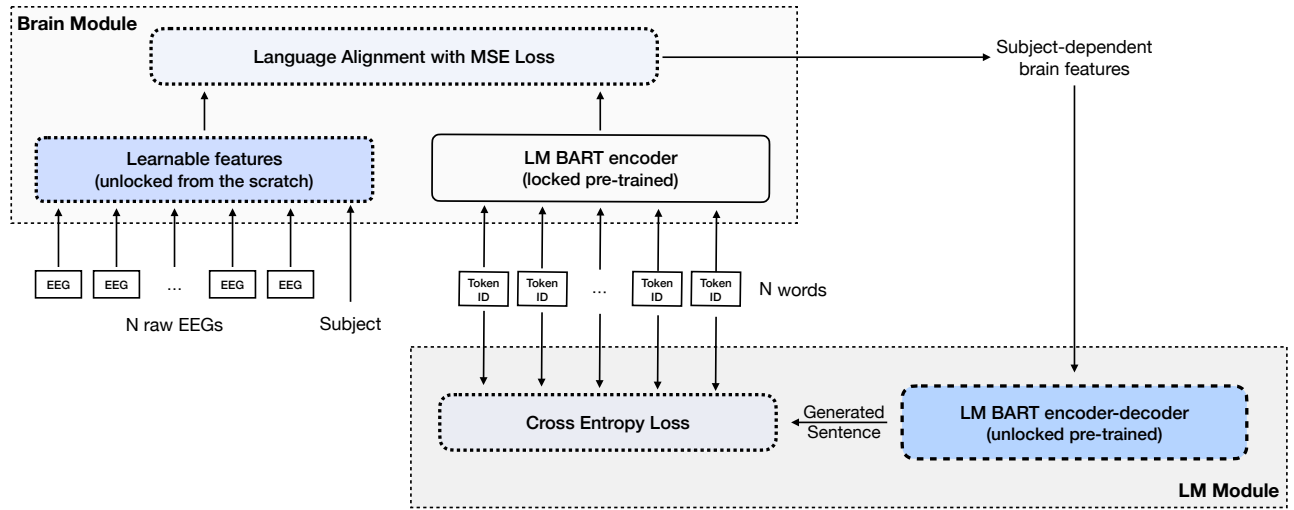 Brain Module
Language Alignment with MSE Loss
Subject-dependent
brain features
Learnable features
(unlocked from the scratch)
LM BART encoder
(locked pre-trained)
EEG
EEG
...
EEG
EEG
Token
ID
Token
ID
...
Token
ID
Token
ID
N words
N raw EEGs
Subject
Cross Entropy Loss
Generated
Sentence
LM BART encoder-decoder
(unlocked pre-trained)
LM Module